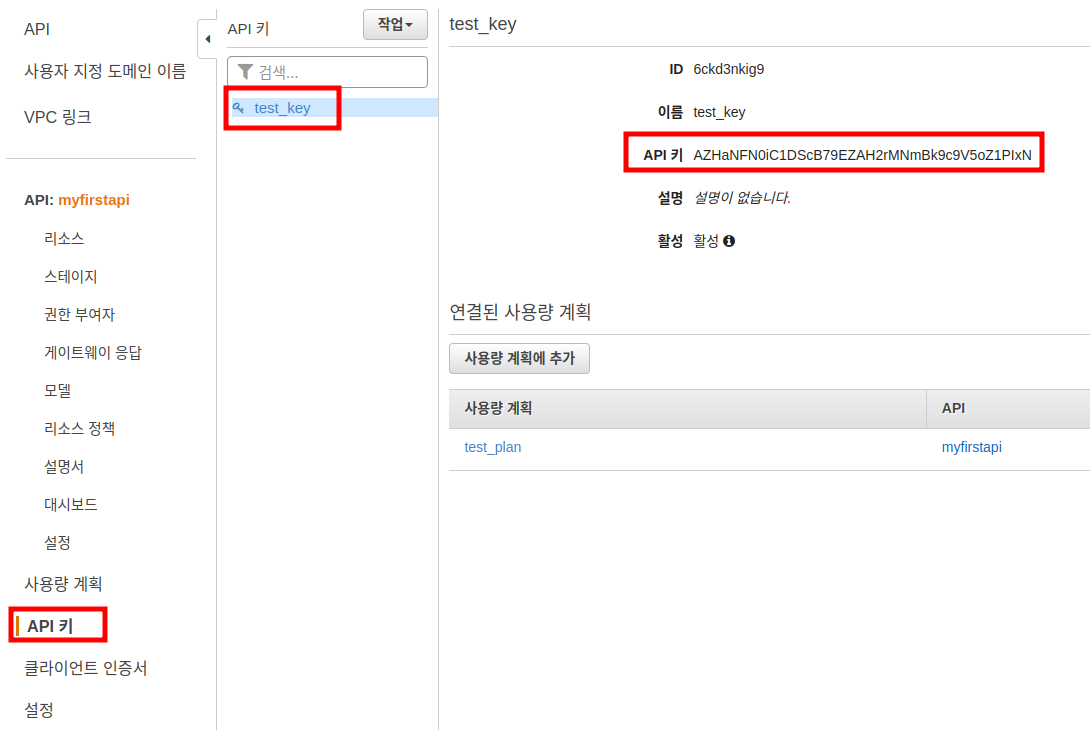 API
사용자 지정 도메인 이름
VPC 링크
API: myfirstapi
리소스
스테이지
권한 부여자
게이트웨이 응답
모델
리소스 정책
설명서
대시보드
설정
사용량 계획
API 키
클라이언트 인증서
설정
API 키
작업
검색...
test_key
test_key
ID 6ckd3nkig9
이름 test_key
API 키 AZHaNFN0iC1DScB79EZAH2rMNmBk9c9V5oZ1PIxN
설명 설명이 없습니다.
활성 활성
연결된 사용량 계획
사용량 계획에 추가
사용량 계획 API
test_plan myfirstapi